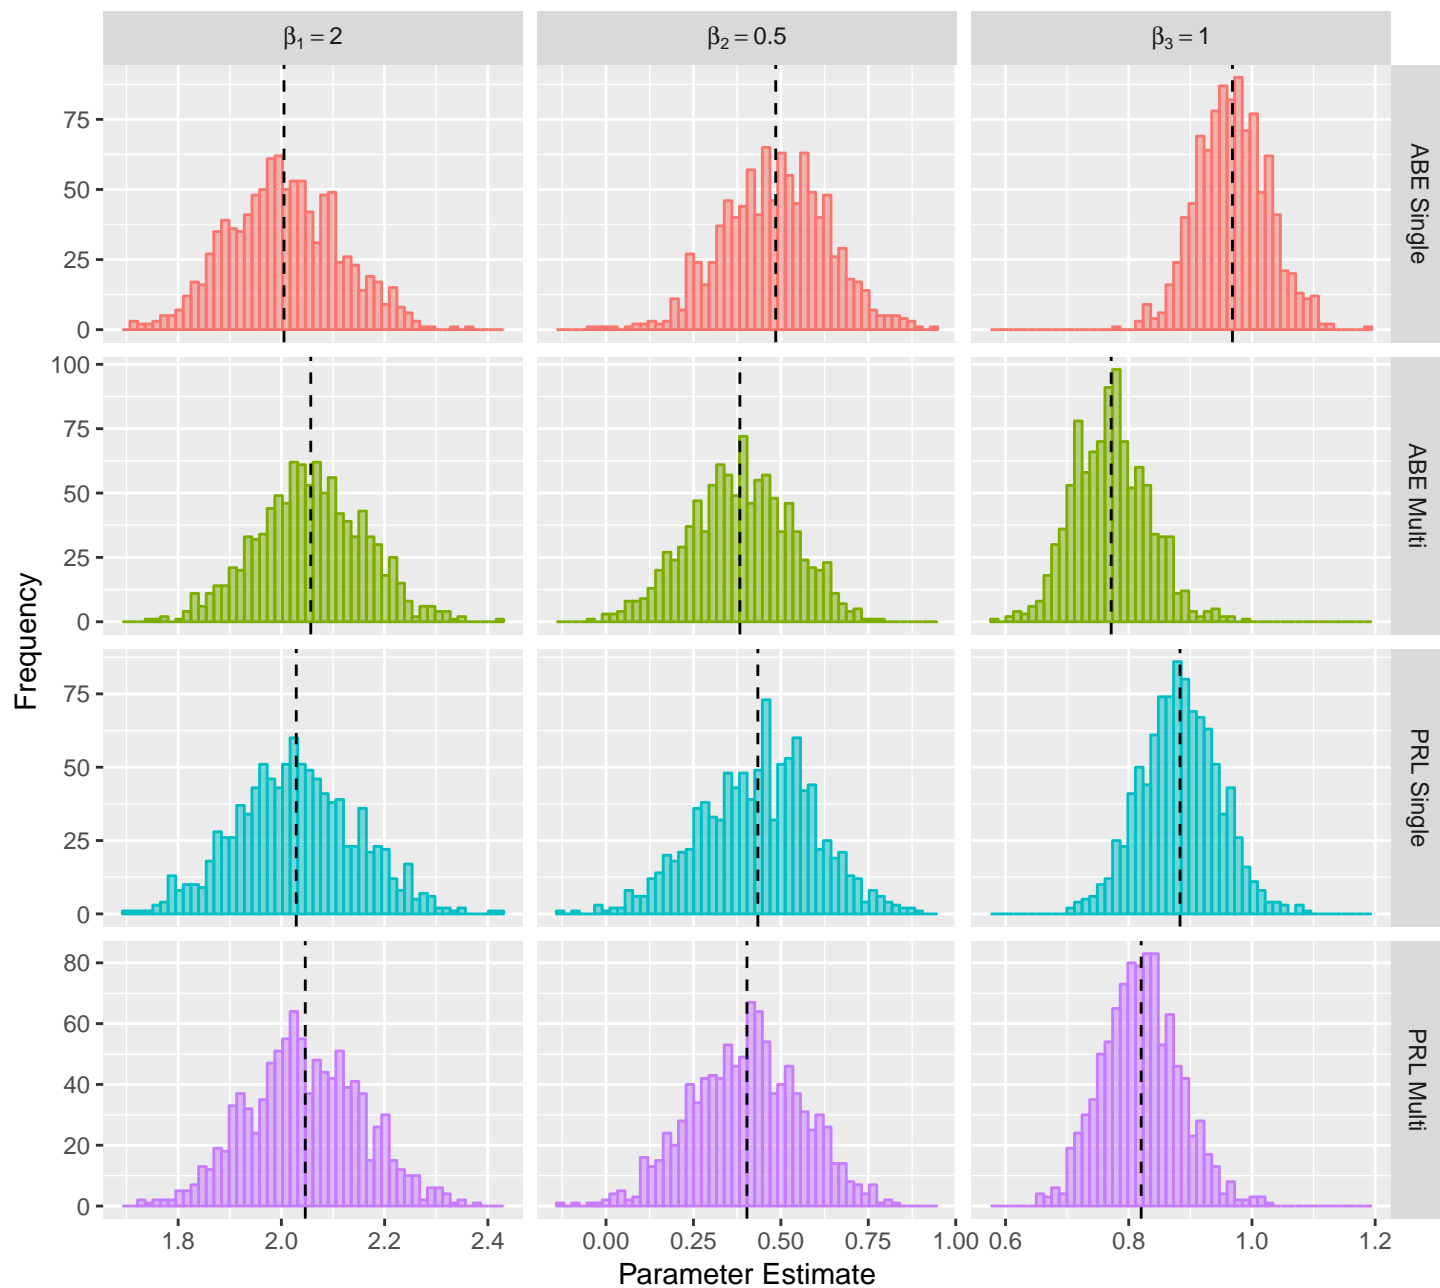 β₁ = 2
β₂ = 0.5
β₃ = 1
75
50
25
0
ABE Single
100
75
50
25
0
ABE Multi
75
50
25
0
PRL Single
80
60
40
20
0
PRL Multi
Frequency
1.8 2.0 2.2 2.4
0.00 0.25 0.50 0.75 1.00
0.6 0.8 1.0 1.2
Parameter Estimate